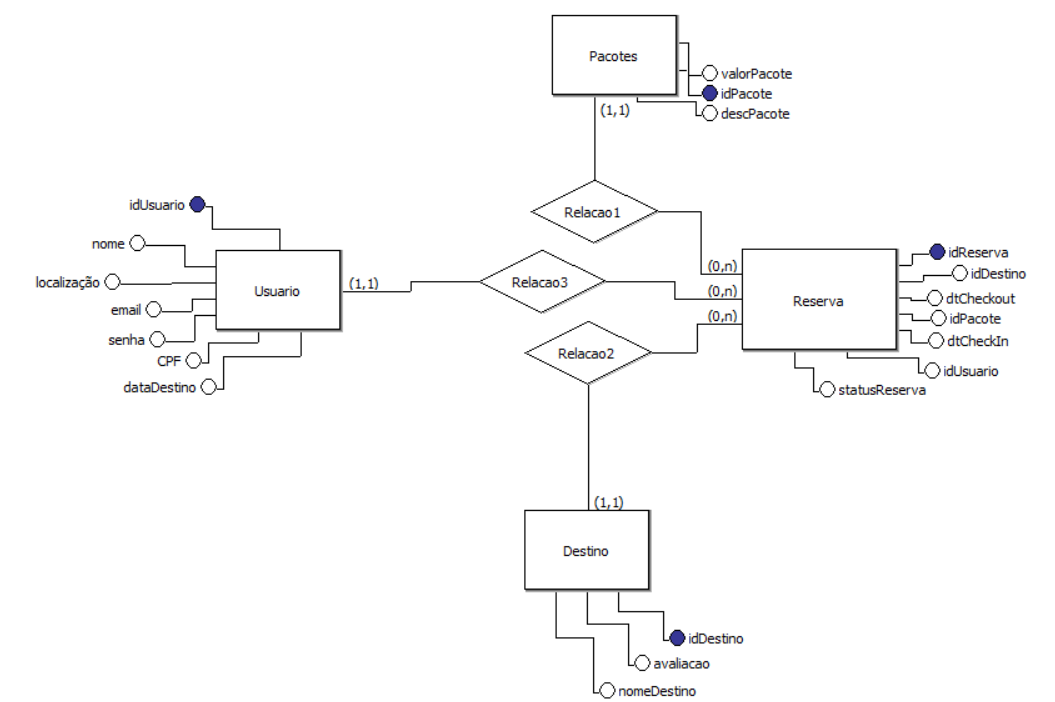 Pacotes
valorPacote
idPacote
descPacote
(1,1)
idUsuario
Relacao1
nome
localização
email
senha
CPF
dataDestino
Usuario
(1,1)
Relacao3
Relacao2
(0,n)
(0,n)
(0,n)
Reserva
idReserva
idDestino
dtCheckout
idPacote
dtCheckIn
idUsuario
statusReserva
(1,1)
Destino
idDestino
avaliacao
nomeDestino